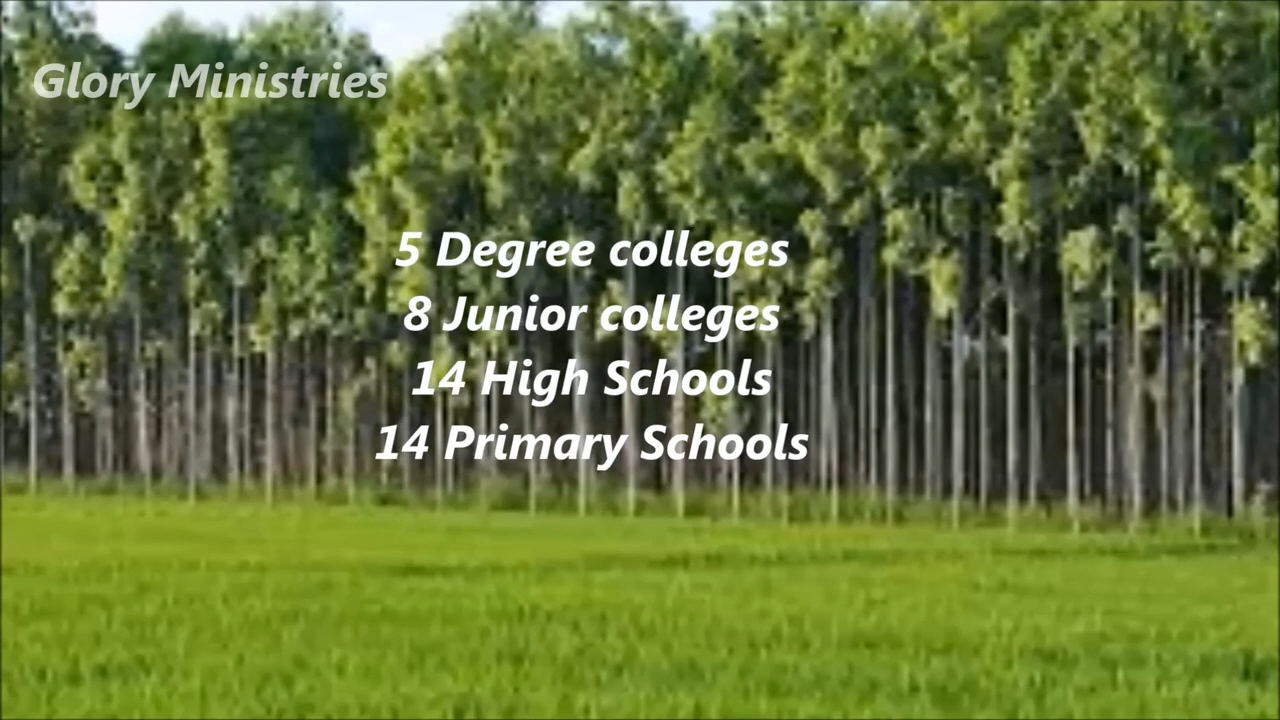 Glory Ministries
5 Degree colleges
8 Junior colleges
14 High Schools
14 Primary Schools